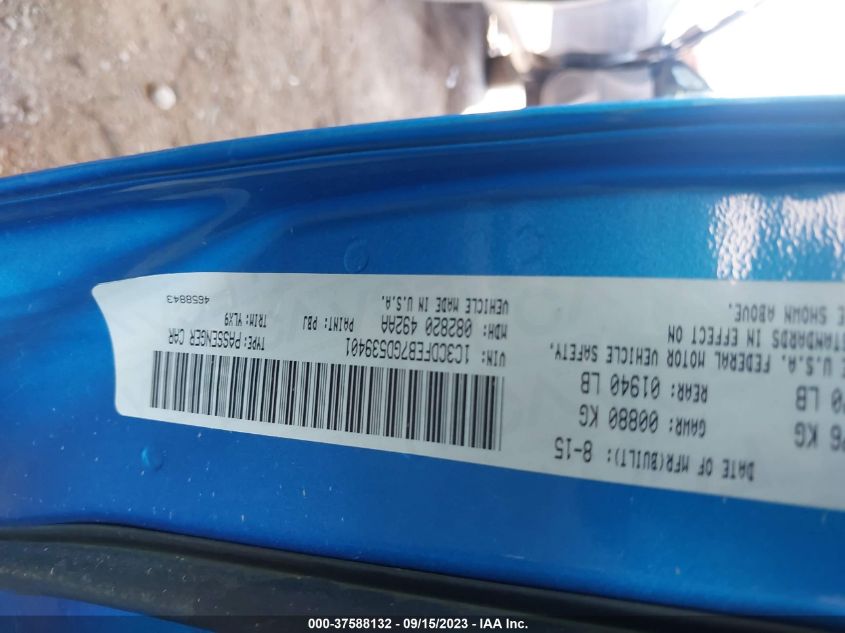 DATE OF MFR(BUILT): 8-15
6 KG GAWR: 00880 KG
0 LB REAR: 01940 LB
U.S.A. FEDERAL MOTOR VEHICLE SAFETY.
STANDARDS IN EFFECT ON
SHOWN ABOVE.
VIN: 1C3CDFEB7GD539401 TYPE: PASSENGER CAR
MDH: 082820 492AA PAINT: PBJ TRIM: VLX9
VEHICLE MADE IN U.S.A. 4658843
000-37588132 - 09/15/2023 - IAA Inc.